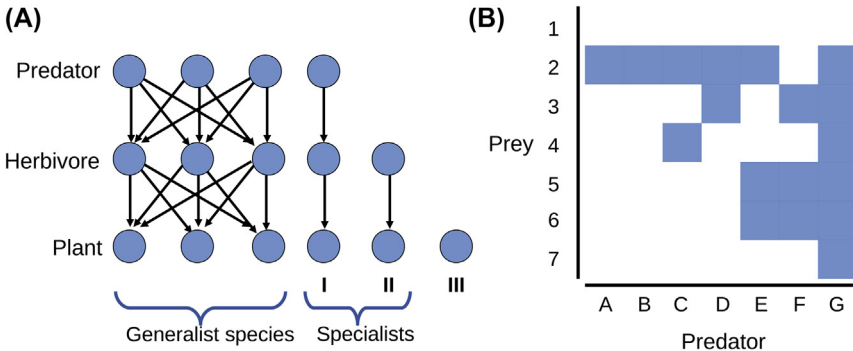 (A)
Predator
Herbivore
Plant
I II III
Generalist species Specialists
(B)
Prey
1
2
3
4
5
6
7
A B C D E F G
Predator